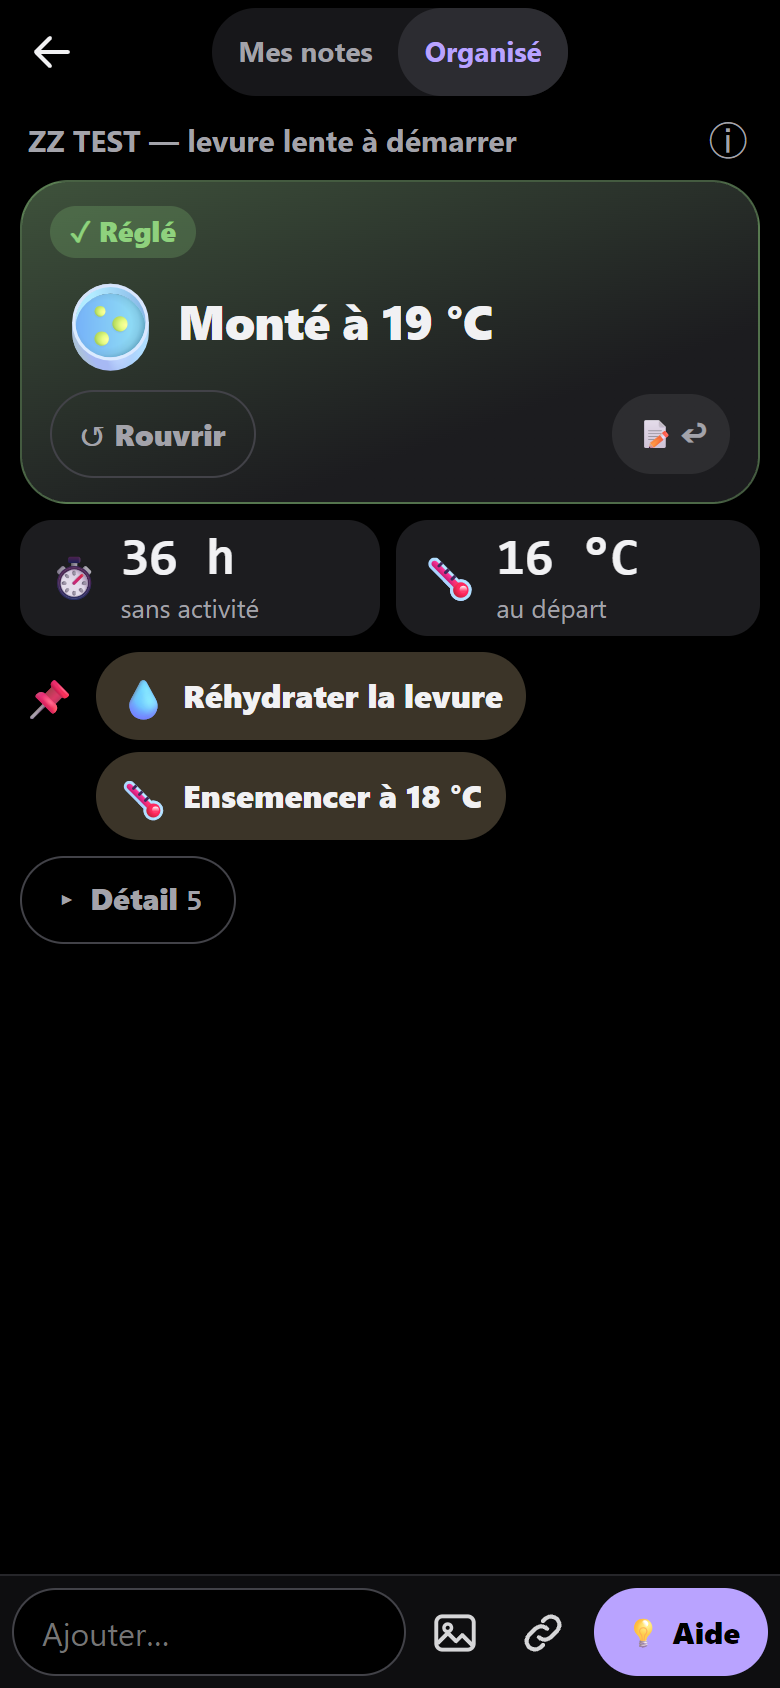 Mes notes
Organisé
ZZ TEST — levure lente à démarrer
✓ Réglé
Monté à 19 °C
↺ Rouvrir
36 h
sans activité
16 °C
au départ
Réhydrater la levure
Ensemencer à 18 °C
▸ Détail 5
Ajouter...
Aide